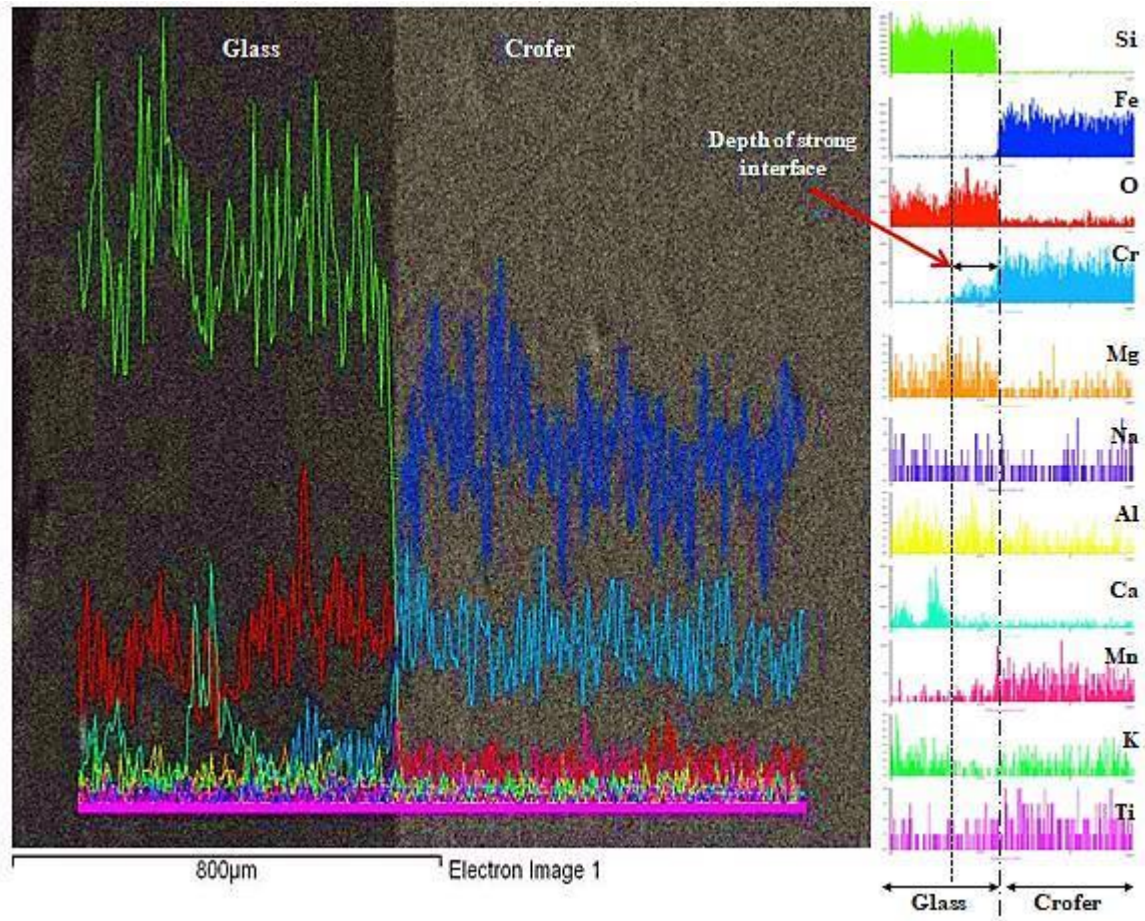 Glass
Crofer
Depth of strong
interface
800µm
Electron Image 1
Si
Fe
O
Cr
Mg
Na
Al
Ca
Mn
K
Ti
Glass
Crofer